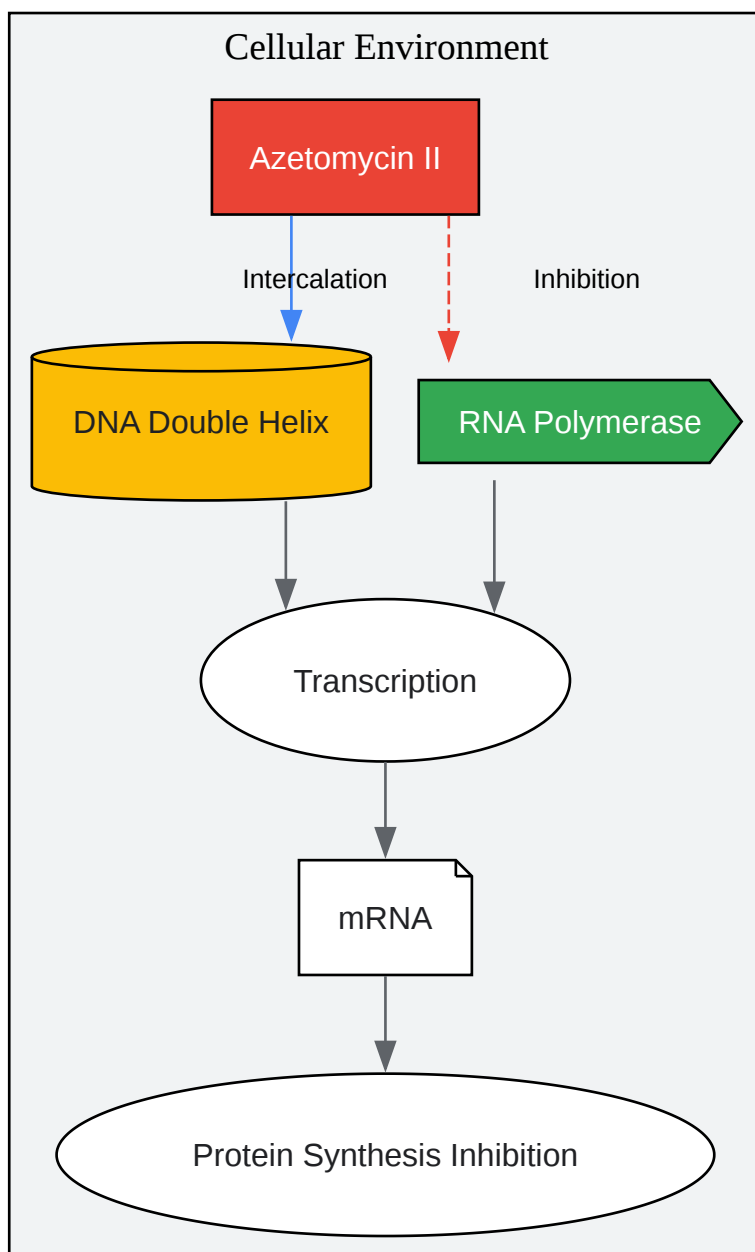 Cellular Environment
Azetomycin II
Intercalation
Inhibition
DNA Double Helix
RNA Polymerase
Transcription
mRNA
Protein Synthesis Inhibition